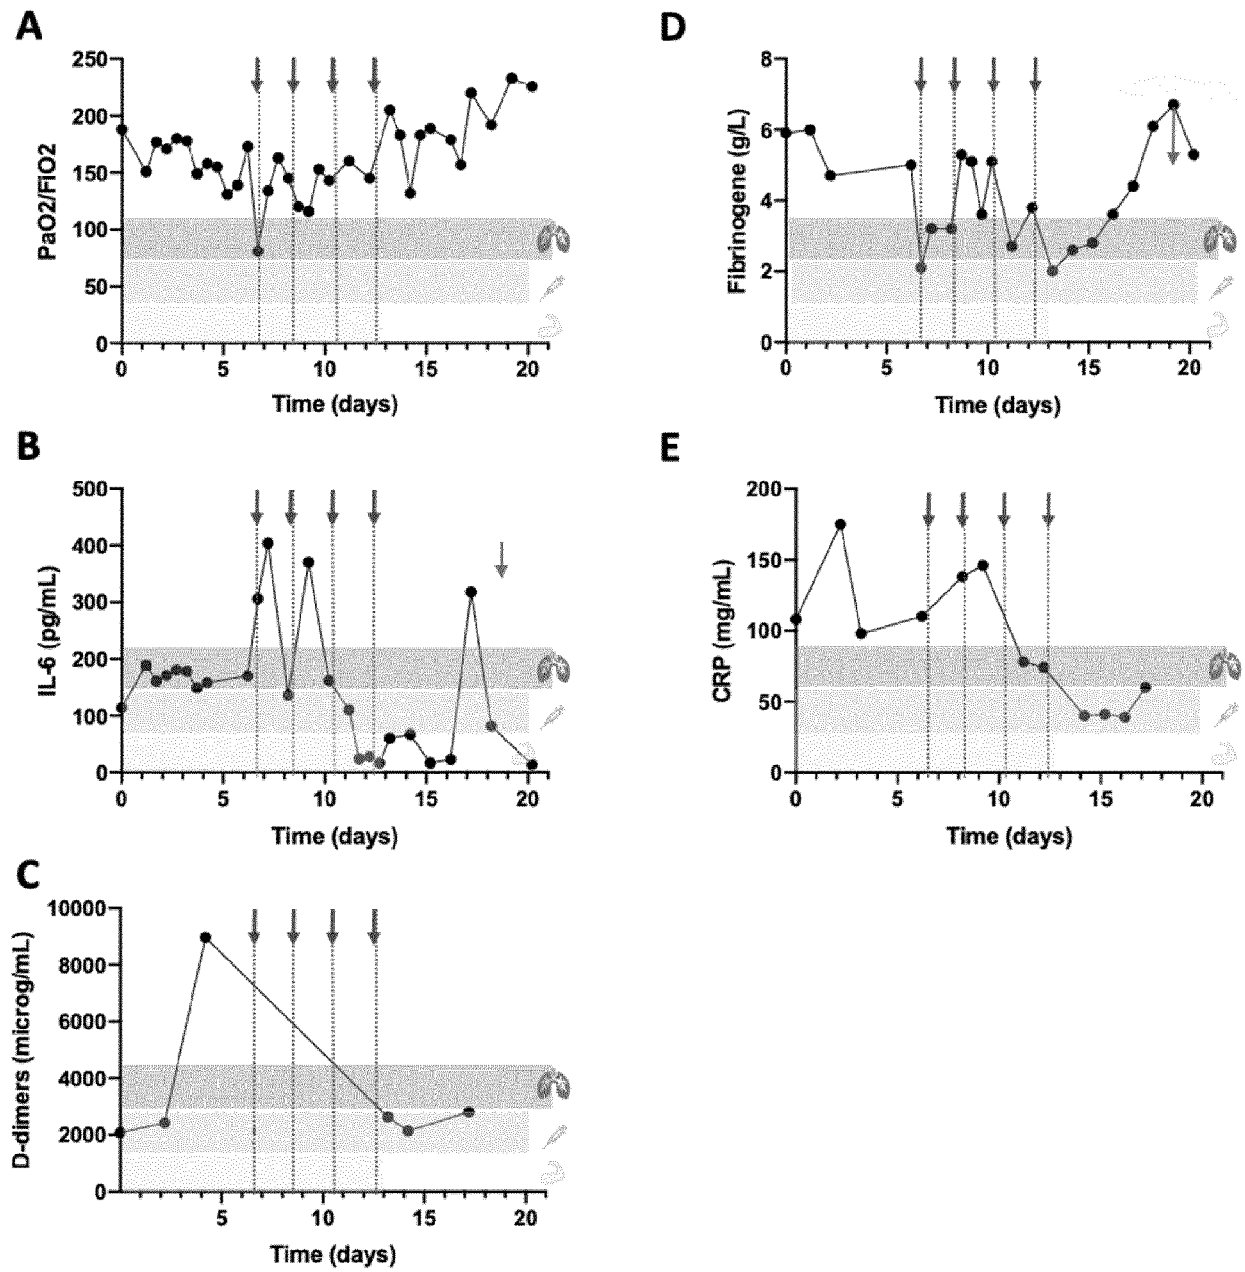 A
250
200
150
100
50
0
PaO2/FiO2
0 5 10 15 20
Time (days)
D
8
6
4
2
0
Fibrinogene (g/L)
0 5 10 15 20
Time (days)
B
500
400
300
200
100
0
IL-6 (pg/mL)
0 5 10 15 20
Time (days)
E
200
150
100
50
0
CRP (mg/mL)
0 5 10 15 20
Time (days)
C
10000
8000
6000
4000
2000
0
D-dimers (microg/mL)
5 10 15 20
Time (days)